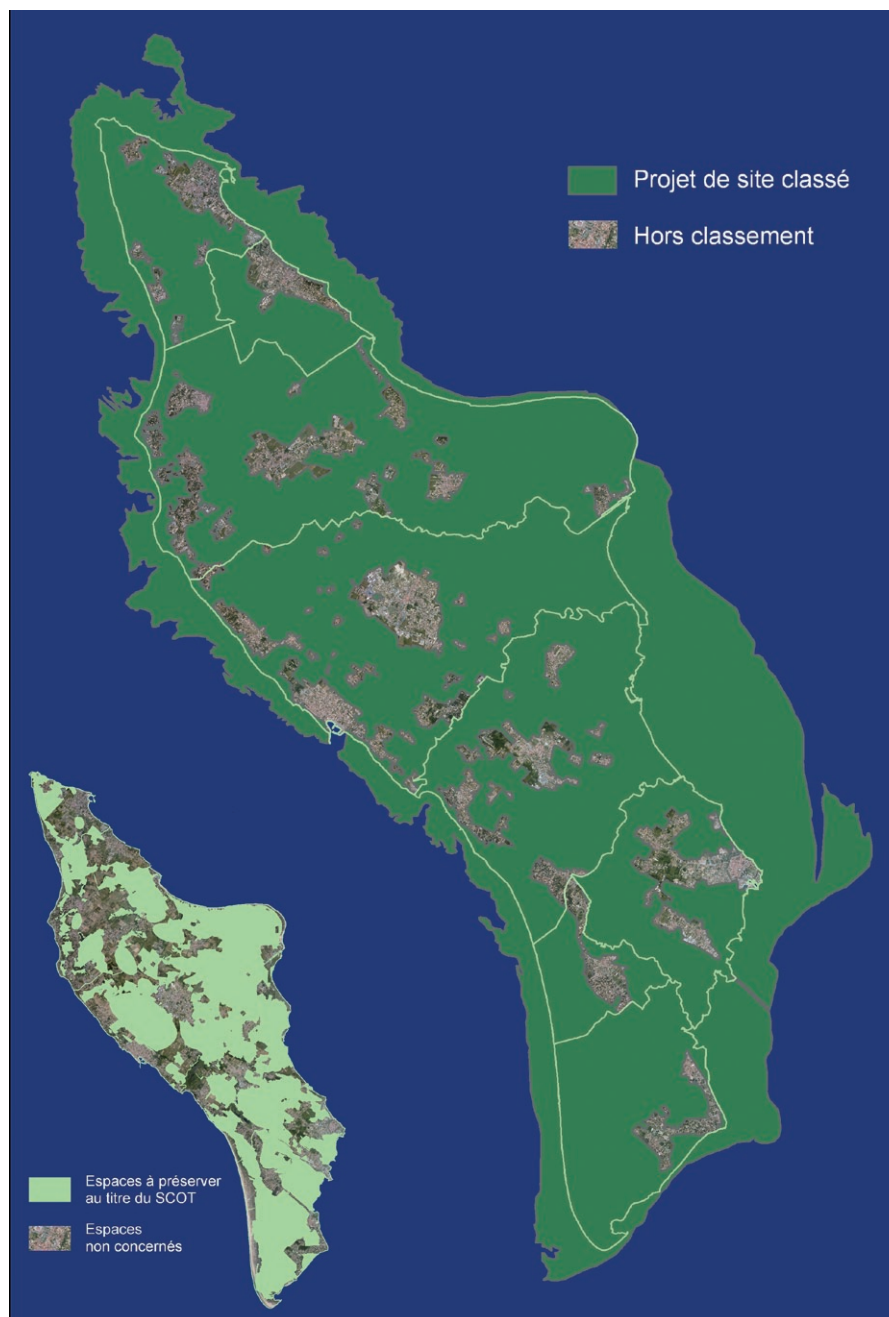 Projet de site classé
Hors classement
Espaces à préserver
au titre du SCOT
Espaces
non concernés